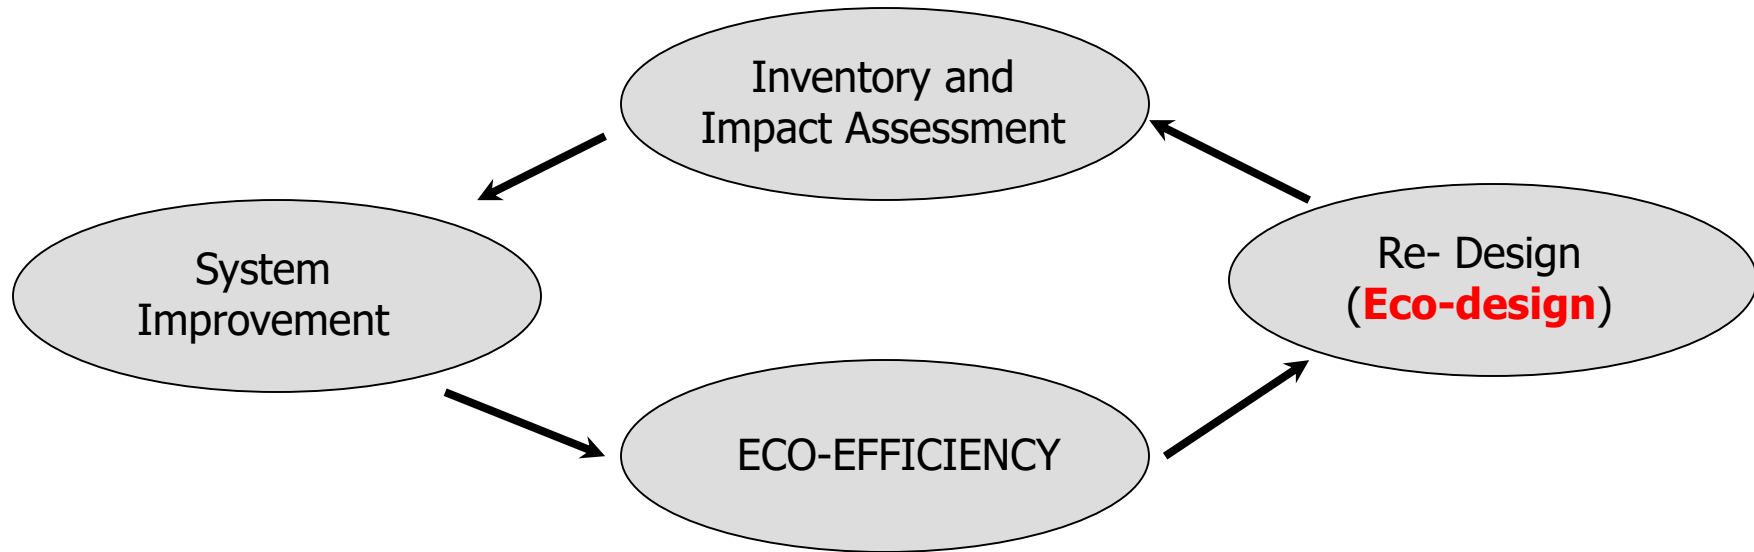 Inventory and
Impact Assessment
System
Improvement
Re- Design
(Eco-design)
ECO-EFFICIENCY